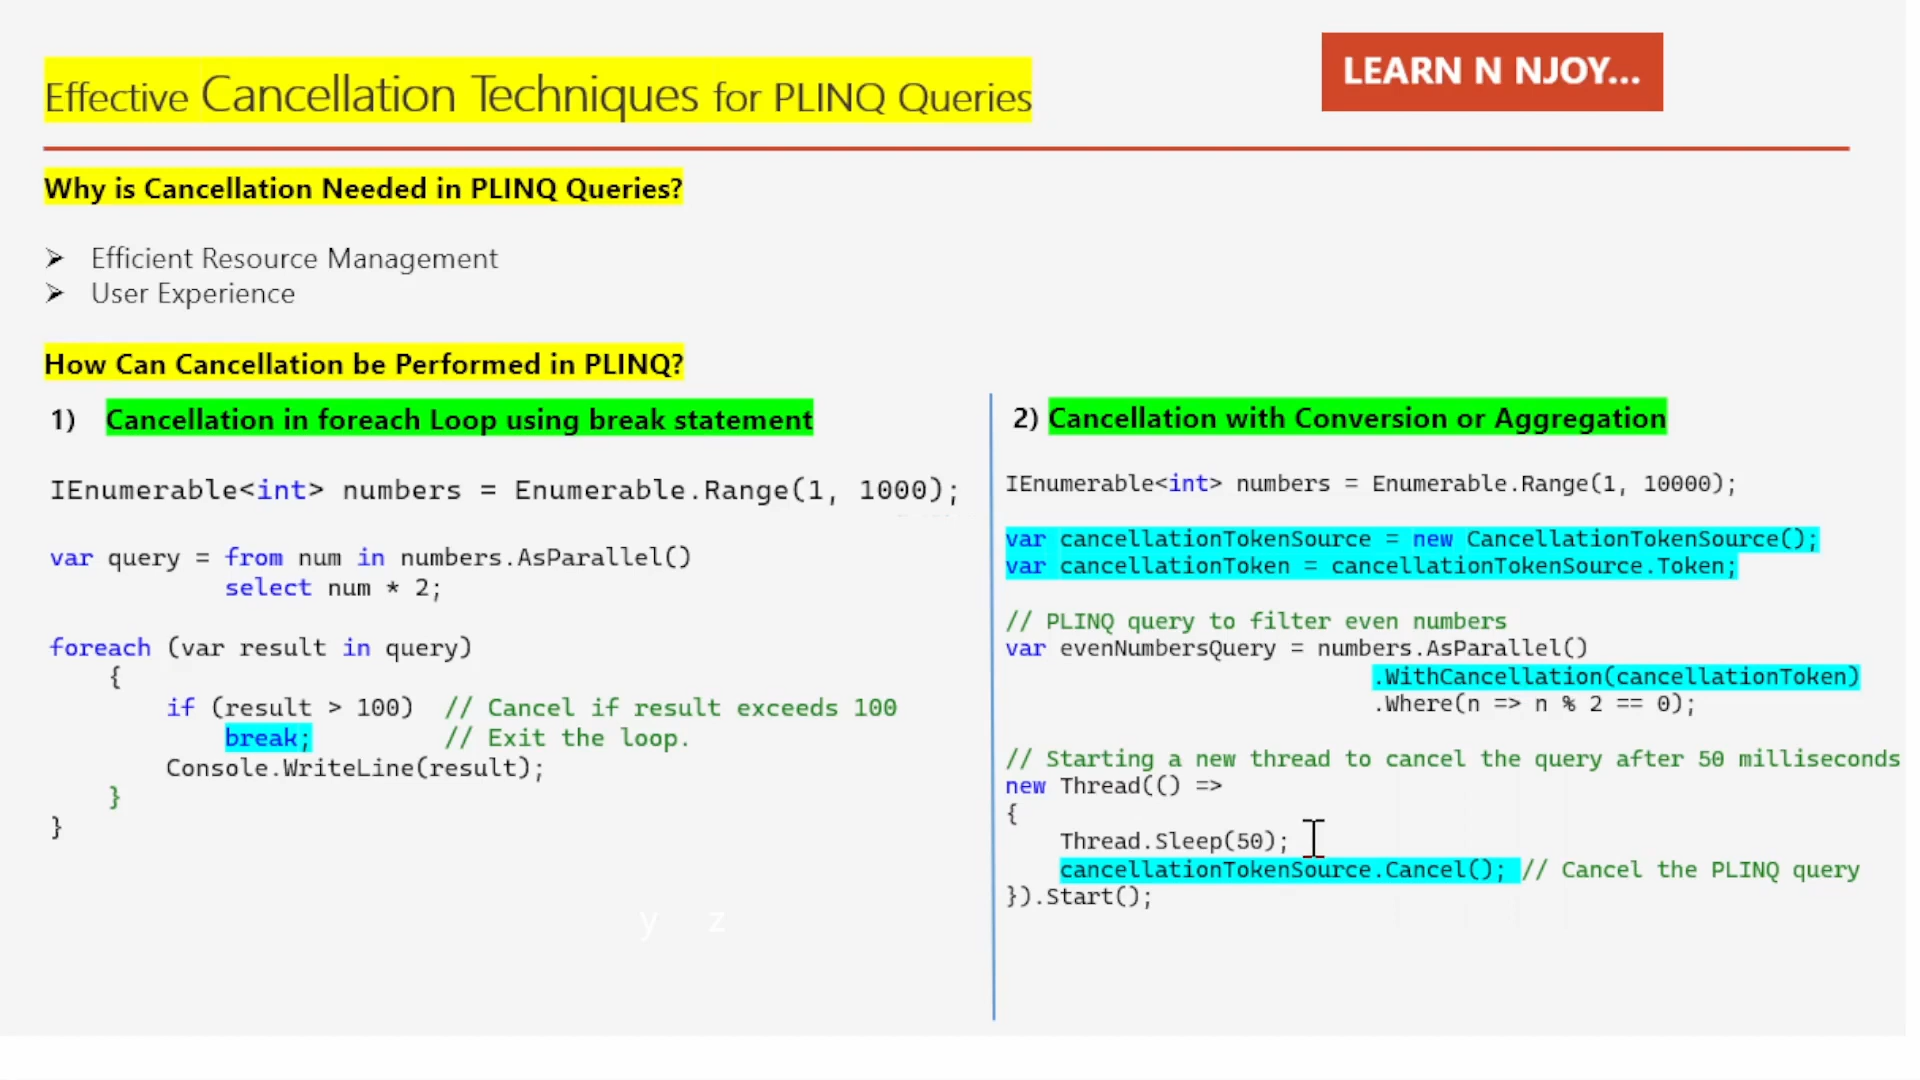 Effective Cancellation Techniques for PLINQ Queries
LEARN N NJOY...
Why is Cancellation Needed in PLINQ Queries?
➢ Efficient Resource Management
➢ User Experience
How Can Cancellation be Performed in PLINQ?
1) Cancellation in foreach Loop using break statement
IEnumerable<int> numbers = Enumerable.Range(1, 1000);
var query = from num in numbers.AsParallel()
select num * 2;
foreach (var result in query)
{
if (result > 100) // Cancel if result exceeds 100
break; // Exit the loop.
Console.WriteLine(result);
}
}
y z
2) Cancellation with Conversion or Aggregation
IEnumerable<int> numbers = Enumerable.Range(1, 10000);
var cancellationTokenSource = new CancellationTokenSource();
var cancellationToken = cancellationTokenSource.Token;
// PLINQ query to filter even numbers
var evenNumbersQuery = numbers.AsParallel()
.WithCancellation(cancellationToken)
.Where(n => n % 2 == 0);
// Starting a new thread to cancel the query after 50 milliseconds
new Thread(() =>
{
Thread.Sleep(50);
cancellationTokenSource.Cancel(); // Cancel the PLINQ query
}).Start();